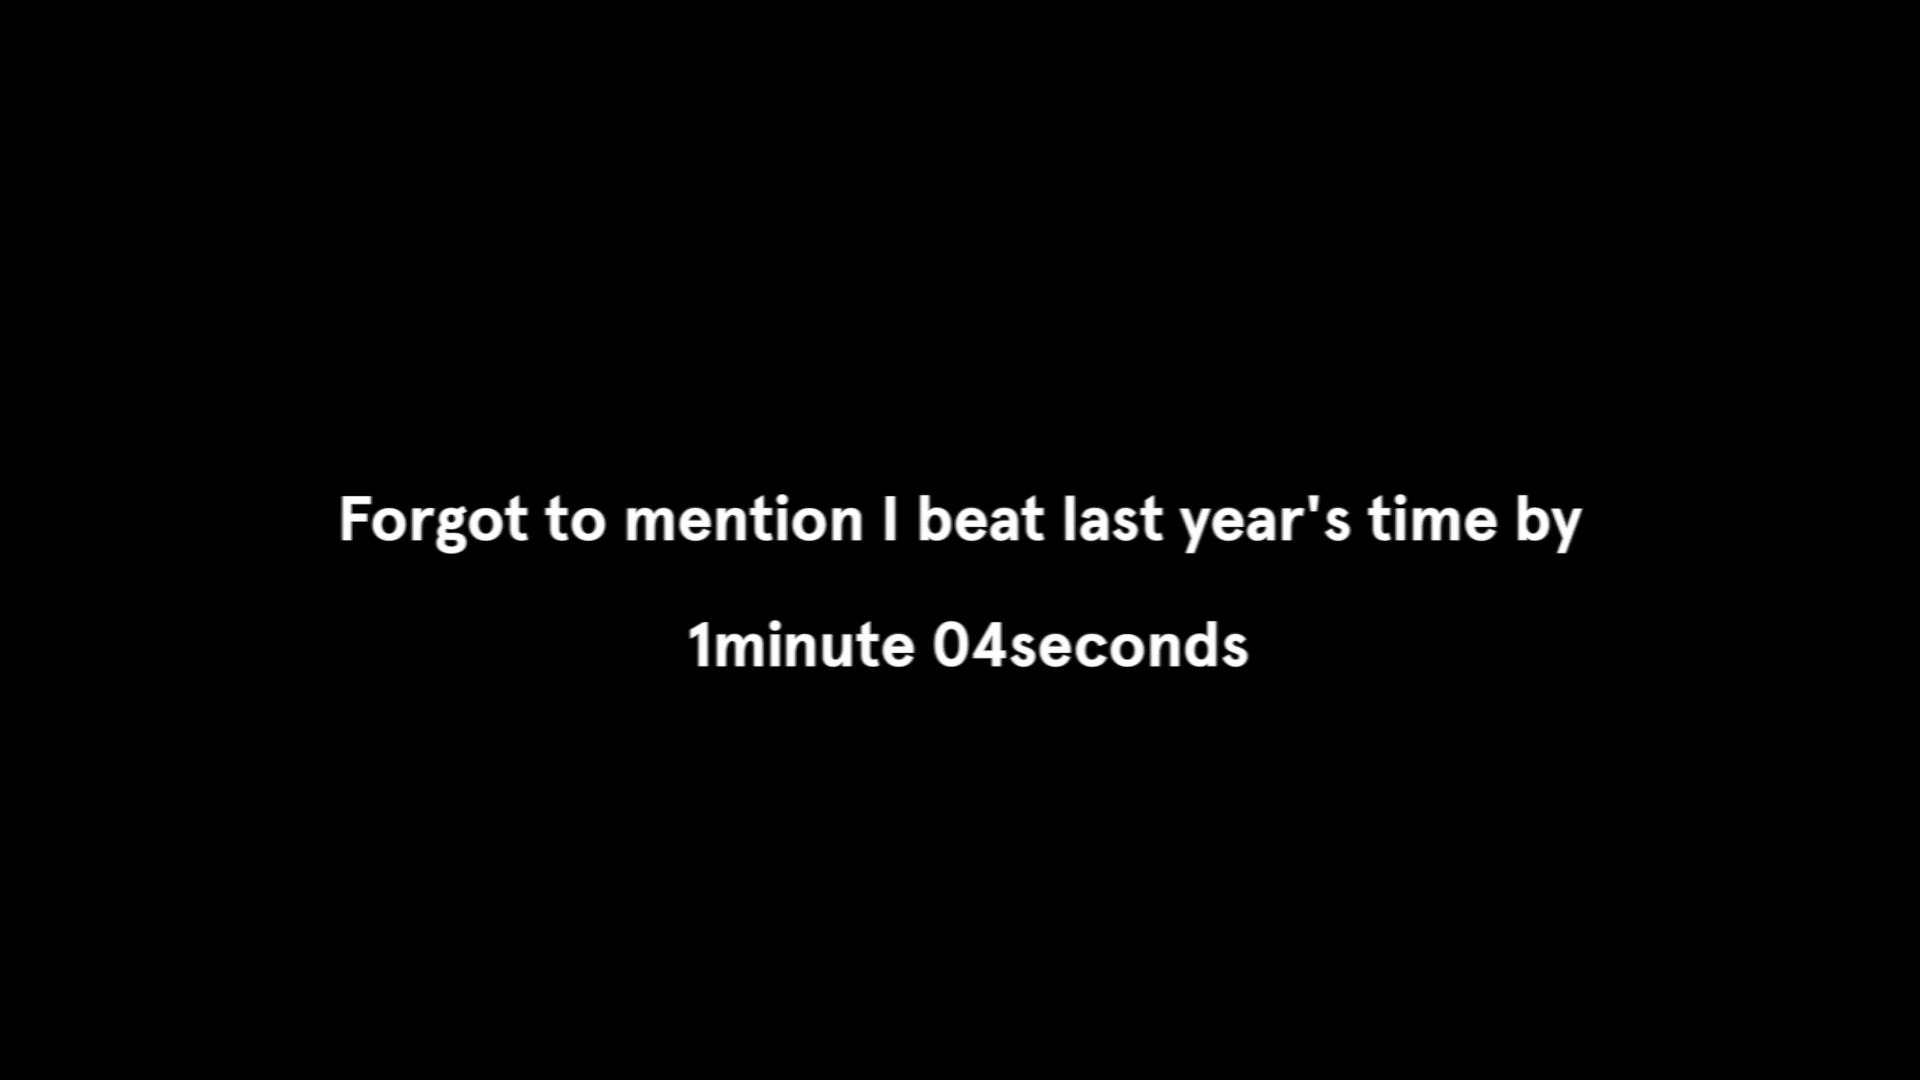 Forgot to mention I beat last year's time by
1minute 04seconds